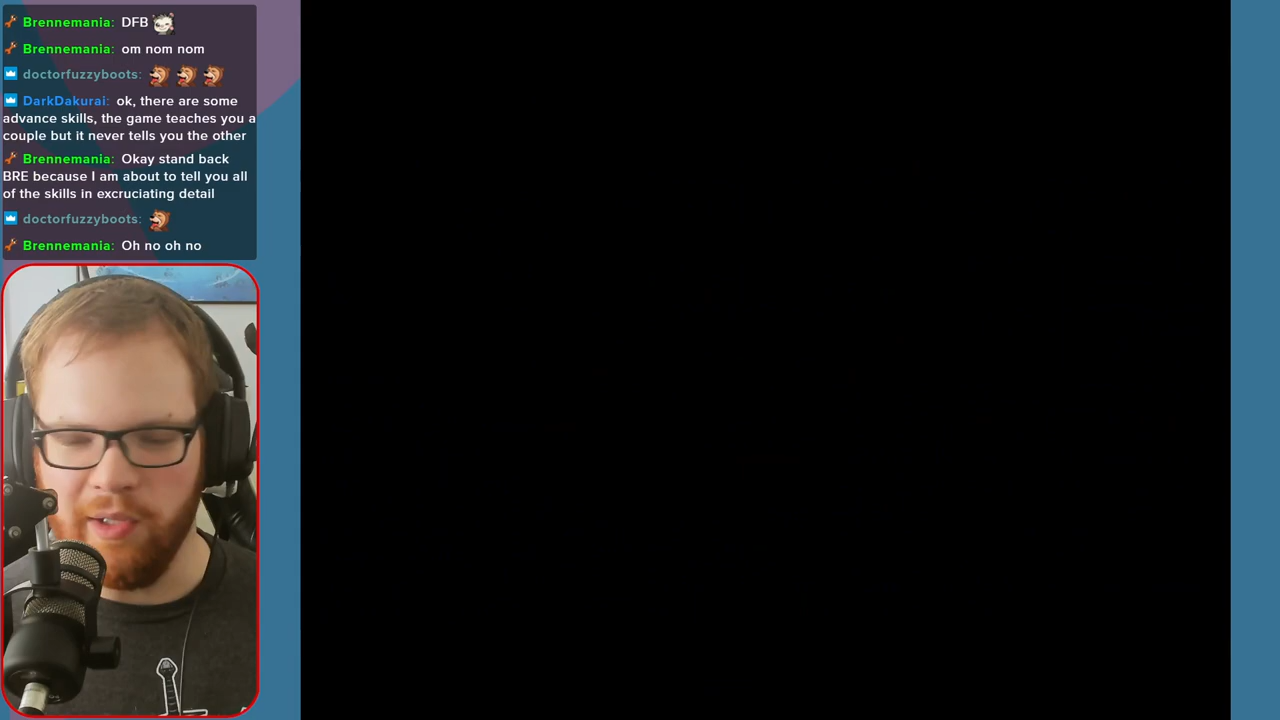 Brennemania: DFB
Brennemania: om nom nom
doctorfuzzyboots:
DarkDakurai: ok, there are some
advance skills, the game teaches you a
couple but it never tells you the other
Brennemania: Okay stand back
BRE because I am about to tell you all
of the skills in excruciating detail
doctorfuzzyboots:
Brennemania: Oh no oh no